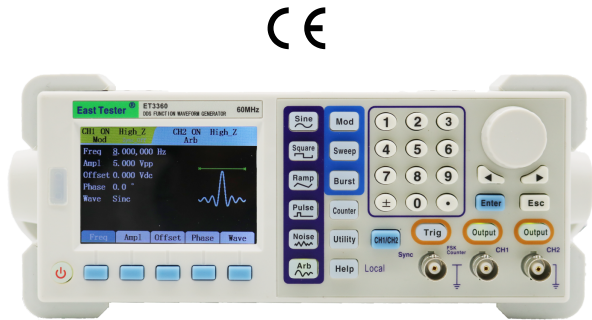 CE
East Tester ® ET3360 60MHz
DDS FUNCTION WAVEFORM GENERATOR
CH1 ON High_Z CH2 ON High_Z
Mod Arb
Freq 8.000,000 Hz
Ampl 5.000 Vpp
Offset 0.000 Vdc
Phase 0.0 °
Wave Sinc
Freq Ampl Offset Phase Wave
Sine Mod 1 2 3
Square Sweep 4 5 6
Ramp Burst 7 8 9
Pulse Counter ± 0 • Enter Esc
Noise Utility CH1/CH2 Trig Output Output
Sync FSK Counter CH1 CH2
Arb Help Local